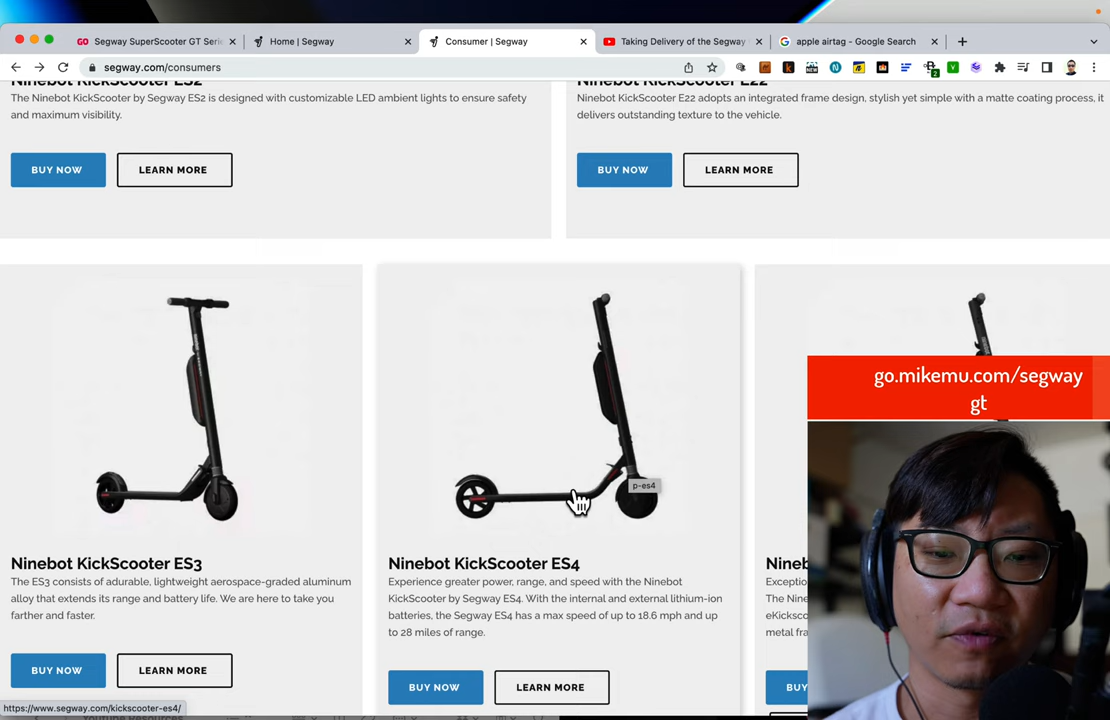 Segway SuperScooter GT Seri
Home | Segway
Consumer | Segway
Taking Delivery of the Segway
apple airtag - Google Search
segway.com/consumers
Ninebot KickScooter ES2
Ninebot KickScooter E22
The Ninebot KickScooter by Segway ES2 is designed with customizable LED ambient lights to ensure safety
and maximum visibility.
Ninebot KickScooter E22 adopts an integrated frame design, stylish yet simple with a matte coating process, it
delivers outstanding texture to the vehicle.
BUY NOW
LEARN MORE
BUY NOW
LEARN MORE
go.mikemu.com/segway
gt
p-es4
Ninebot KickScooter ES3
The ES3 consists of adurable, lightweight aerospace-graded aluminum
alloy that extends its range and battery life. We are here to take you
farther and faster.
BUY NOW
LEARN MORE
Ninebot KickScooter ES4
Experience greater power, range, and speed with the Ninebot
KickScooter by Segway ES4. With the internal and external lithium-ion
batteries, the Segway ES4 has a max speed of up to 18.6 mph and up
to 28 miles of range.
BUY NOW
LEARN MORE
Nine
Exceptio
The Nine
eKicksco
metal fra
BUY
https://www.segway.com/kickscooter-es4/